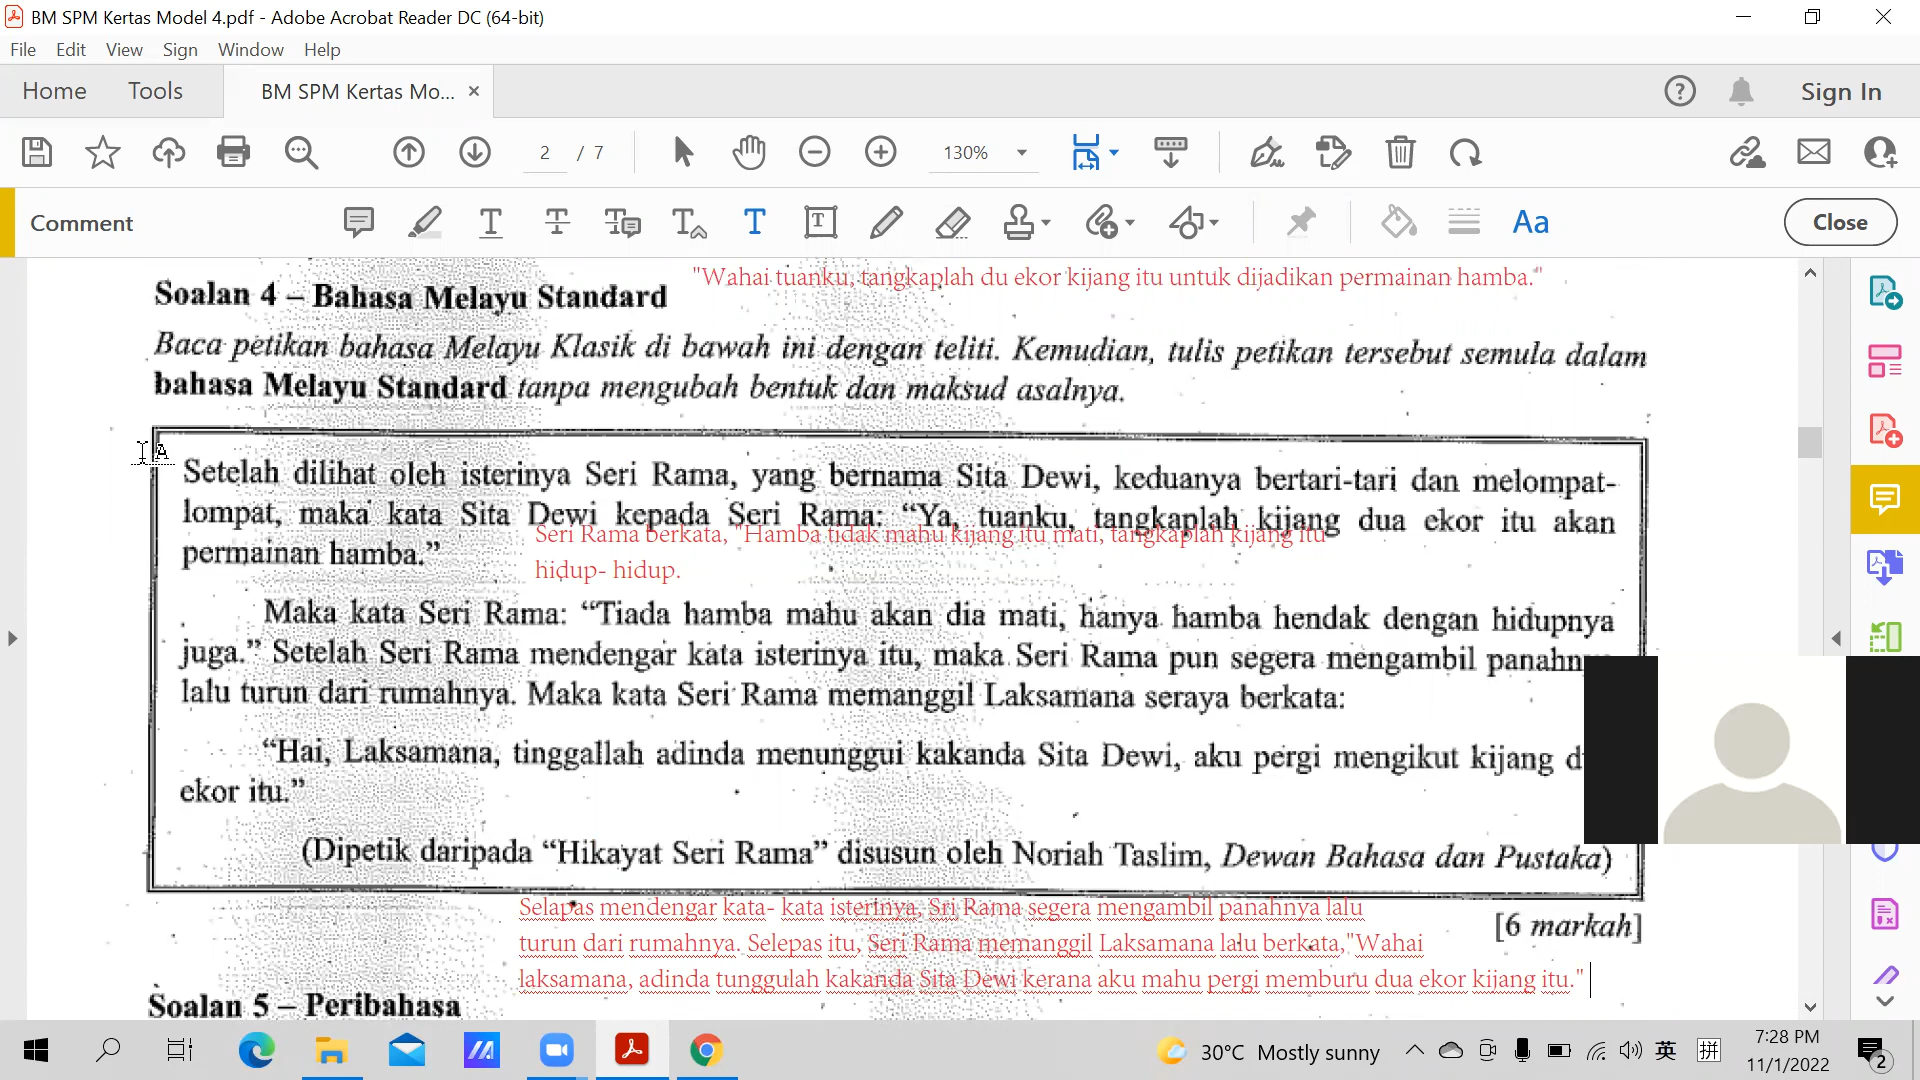 BM SPM Kertas Model 4.pdf - Adobe Acrobat Reader DC (64-bit)
File Edit View Sign Window Help
Home Tools BM SPM Kertas Mo... × Sign In
2 / 7 130%
Comment Aa Close
"Wahai tuanku, tangkaplah du ekor kijang itu untuk dijadikan permainan hamba."
Soalan 4 – Bahasa Melayu Standard
Baca petikan bahasa Melayu Klasik di bawah ini dengan teliti. Kemudian, tulis petikan tersebut semula dalam
bahasa Melayu Standard tanpa mengubah bentuk dan maksud asalnya.
Setelah dilihat oleh isterinya Seri Rama, yang bernama Sita Dewi, keduanya bertari-tari dan melompat-
lompat, maka kata Sita Dewi kepada Seri Rama: “Ya, tuanku, tangkaplah kijang dua ekor itu akan
Seri Rama berkata, "Hamba tidak mahu kijang itu mati, tangkaplah kijang itu
permainan hamba.”
hidup- hidup.
Maka kata Seri Rama: “Tiada hamba mahu akan dia mati, hanya hamba hendak dengan hidupnya
juga.” Setelah Seri Rama mendengar kata isterinya itu, maka Seri Rama pun segera mengambil
lalu turun dari rumahnya. Maka kata Seri Rama memanggil Laksamana seraya berkata:
“Hai, Laksamana, tinggallah adinda menunggui kakanda Sita Dewi, aku pergi mengikut kijang
ekor itu.”
(Dipetik daripada “Hikayat Seri Rama” disusun oleh Noriah Taslim, Dewan Bahasa dan Pustaka)
Selapas mendengar kata- kata isterinya, Sri Rama segera mengambil panahnya lalu
[6 markah]
turun dari rumahnya. Selepas itu, Seri Rama memanggil Laksamana lalu berkata,"Wahai
laksamana, adinda tunggulah kakanda Sita Dewi kerana aku mahu pergi memburu dua ekor kijang itu."
Soalan 5 – Peribahasa
30°C Mostly sunny 英 拼 7:28 PM
11/1/2022 2